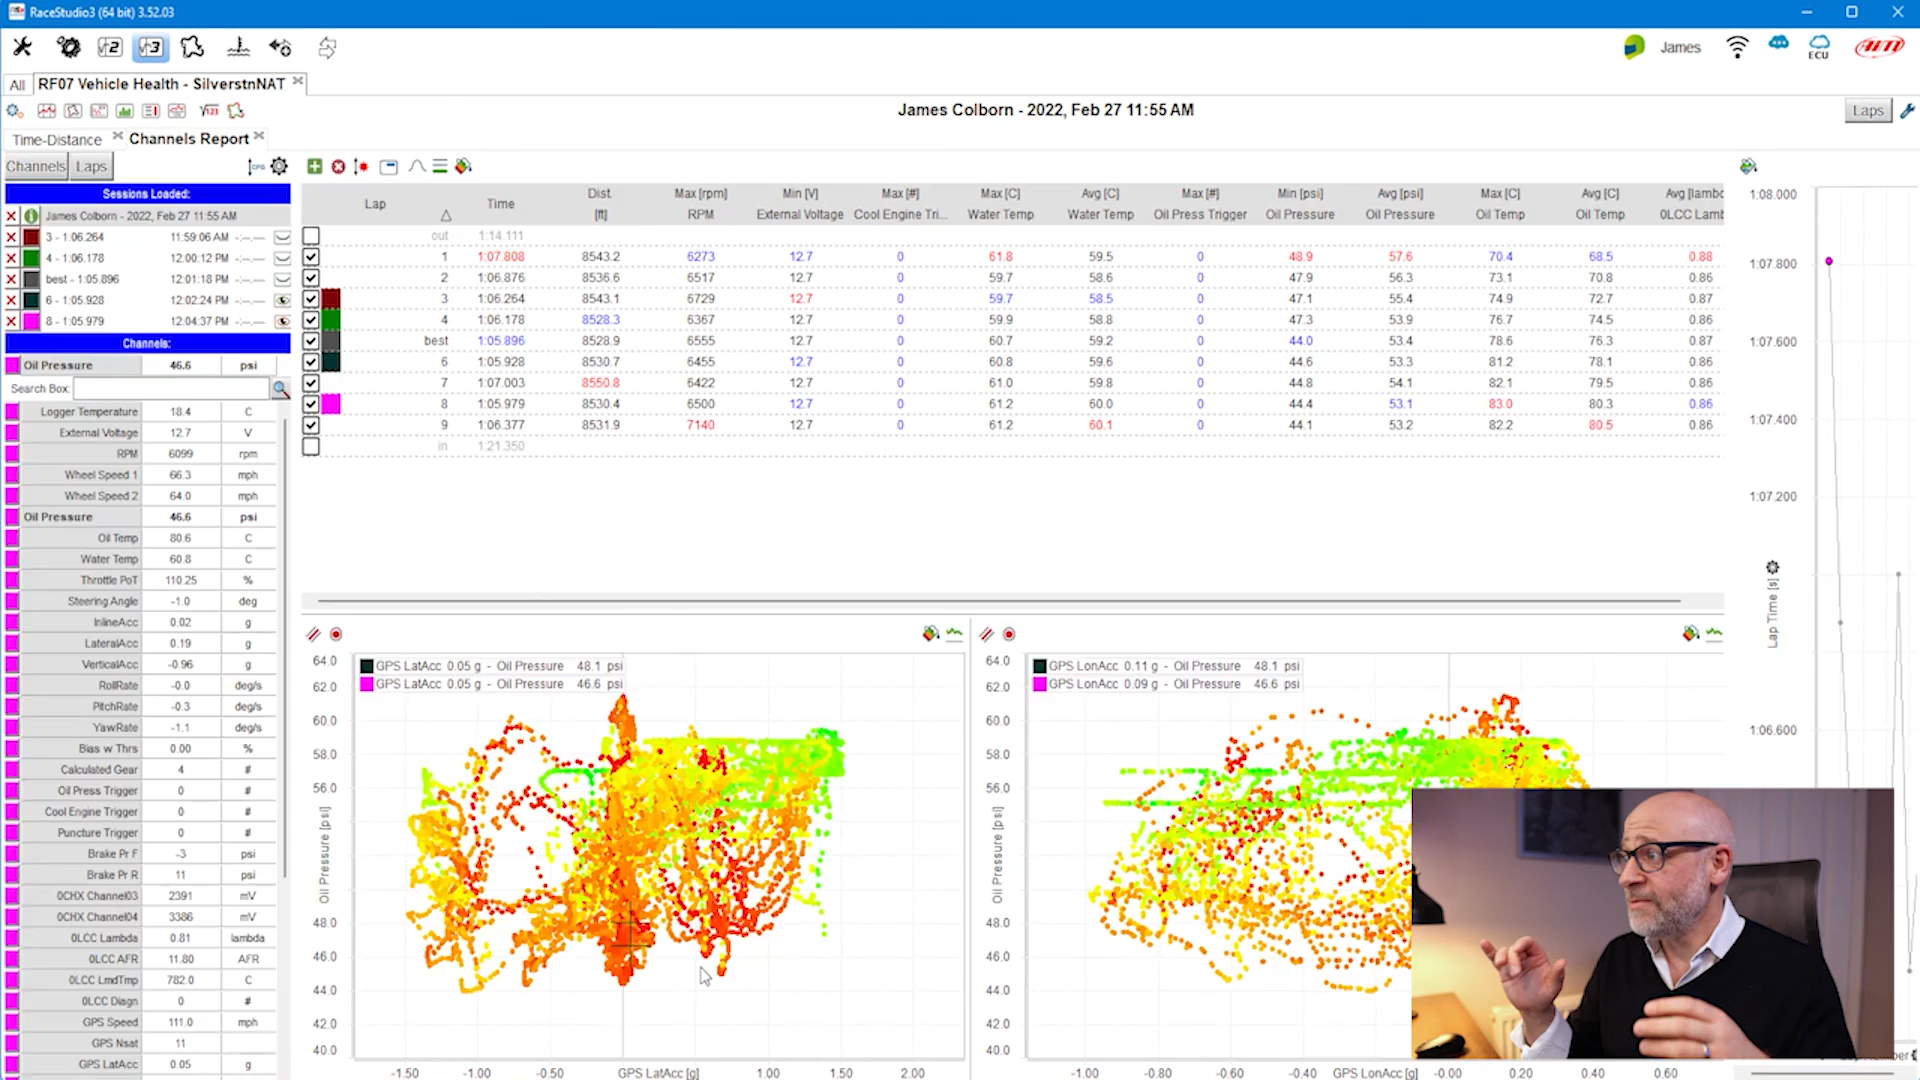 RaceStudio3 (64 bit) 3.52.03
James
ECU
All
RF07 Vehicle Health - SilverstnNAT
James Colborn - 2022, Feb 27 11:55 AM
Laps
Time-Distance
Channels Report
Channels
Laps
Sessions Loaded:
James Colborn - 2022, Feb 27 11:55 AM
3 - 1:06.264 11:59:06 AM
4 - 1:06.178 12:00:12 PM
best - 1:05.896 12:01:18 PM
6 - 1:05.928 12:02:24 PM
8 - 1:05.979 12:04:37 PM
Channels:
Oil Pressure 46.6 psi
Search Box:
Logger Temperature 18.4 C
External Voltage 12.7 V
RPM 6099 rpm
Wheel Speed 1 66.3 mph
Wheel Speed 2 64.0 mph
Oil Pressure 46.6 psi
Oil Temp 80.6 C
Water Temp 60.8 C
Throttle PoT 110.25 %
Steering Angle -1.0 deg
InlineAcc 0.02 g
LateralAcc 0.19 g
VerticalAcc -0.96 g
RollRate -0.0 deg/s
PitchRate -0.3 deg/s
YawRate -1.1 deg/s
Bias w Thrs 0.00 %
Calculated Gear 4 #
Oil Press Trigger 0 #
Cool Engine Trigger 0 #
Puncture Trigger 0 #
Brake Pr F -3 psi
Brake Pr R 11 psi
0CHX Channel03 2391 mV
0CHX Channel04 3386 mV
0LCC Lambda 0.81 lambda
0LCC AFR 11.80 AFR
0LCC LmdTmp 782.0 C
0LCC Diagn 0 #
GPS Speed 111.0 mph
GPS Nsat 11
GPS LatAcc 0.05 g
Lap Time Dist. [ft] Max [rpm] RPM Min [V] External Voltage Max [#] Cool Engine Tri... Max [C] Water Temp Avg [C] Water Temp Max [#] Oil Press Trigger Min [psi] Oil Pressure Avg [psi] Oil Pressure Max [C] Oil Temp Avg [C] Oil Temp Avg [lambd 0LCC Lamb
out 1:14.111
1 1:07.808 8543.2 6273 12.7 0 61.8 59.5 0 48.9 57.6 70.4 68.5 0.88
2 1:06.876 8536.6 6517 12.7 0 59.7 58.6 0 47.9 56.3 73.1 70.8 0.86
3 1:06.264 8543.1 6729 12.7 0 59.7 58.5 0 47.1 55.4 74.9 72.7 0.87
4 1:06.178 8528.3 6367 12.7 0 59.9 58.8 0 47.3 53.9 76.7 74.5 0.86
best 1:05.896 8528.9 6555 12.7 0 60.7 59.2 0 44.0 53.4 78.6 76.3 0.87
6 1:05.928 8530.7 6455 12.7 0 60.8 59.6 0 44.6 53.3 81.2 78.1 0.86
7 1:07.003 8550.8 6422 12.7 0 61.0 59.8 0 44.8 54.1 82.1 79.5 0.86
8 1:05.979 8530.4 6500 12.7 0 61.2 60.0 0 44.4 53.1 83.0 80.3 0.86
9 1:06.377 8531.9 7140 12.7 0 61.2 60.1 0 44.1 53.2 82.2 80.5 0.86
in 1:21.350
GPS LatAcc 0.05 g - Oil Pressure 48.1 psi
GPS LatAcc 0.05 g - Oil Pressure 46.6 psi
64.0
62.0
60.0
58.0
56.0
48.0
46.0
44.0
42.0
40.0
Oil Pressure [psi]
-1.50 -1.00 -0.50 GPS LatAcc [g] 1.00 1.50 2.00
GPS LonAcc 0.11 g - Oil Pressure 48.1 psi
GPS LonAcc 0.09 g - Oil Pressure 46.6 psi
64.0
62.0
60.0
58.0
56.0
48.0
46.0
44.0
42.0
40.0
Oil Pressure [psi]
-1.00 -0.80 -0.60 -0.40 GPS LonAcc [g] -0.00 0.20 0.40 0.60
1:08.000
1:07.800
1:07.600
1:07.400
1:07.200
1:06.600
Lap Time [s]